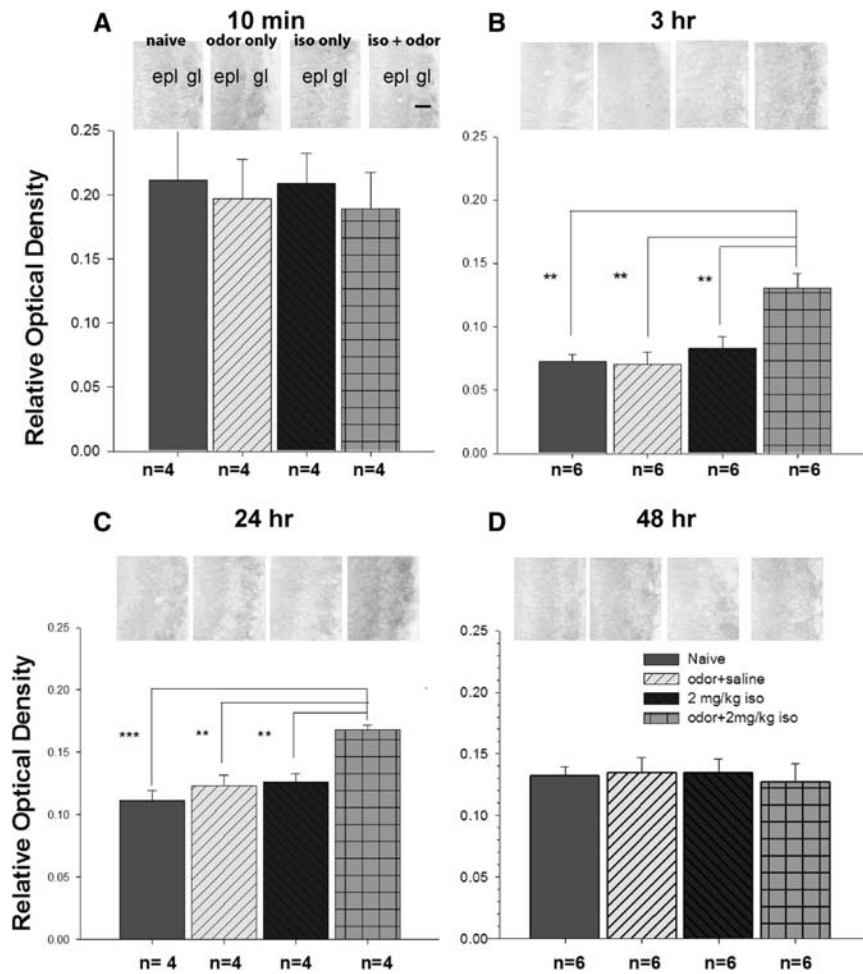 A
10 min
naive
odor only
iso only
iso + odor
epl gl
epl gl
epl gl
epl gl
Relative Optical Density
0.25
0.20
0.15
0.10
0.05
0.00
n=4
n=4
n=4
n=4
B
3 hr
0.25
0.20
0.15
0.10
0.05
0.00
**
**
**
n=6
n=6
n=6
n=6
C
24 hr
Relative Optical Density
0.25
0.20
0.15
0.10
0.05
0.00
***
**
**
n= 4
n=4
n=4
n=4
D
48 hr
0.25
0.20
0.15
0.10
0.05
0.00
Naive
odor+saline
2 mg/kg iso
odor+2mg/kg iso
n=6
n=6
n=6
n=6